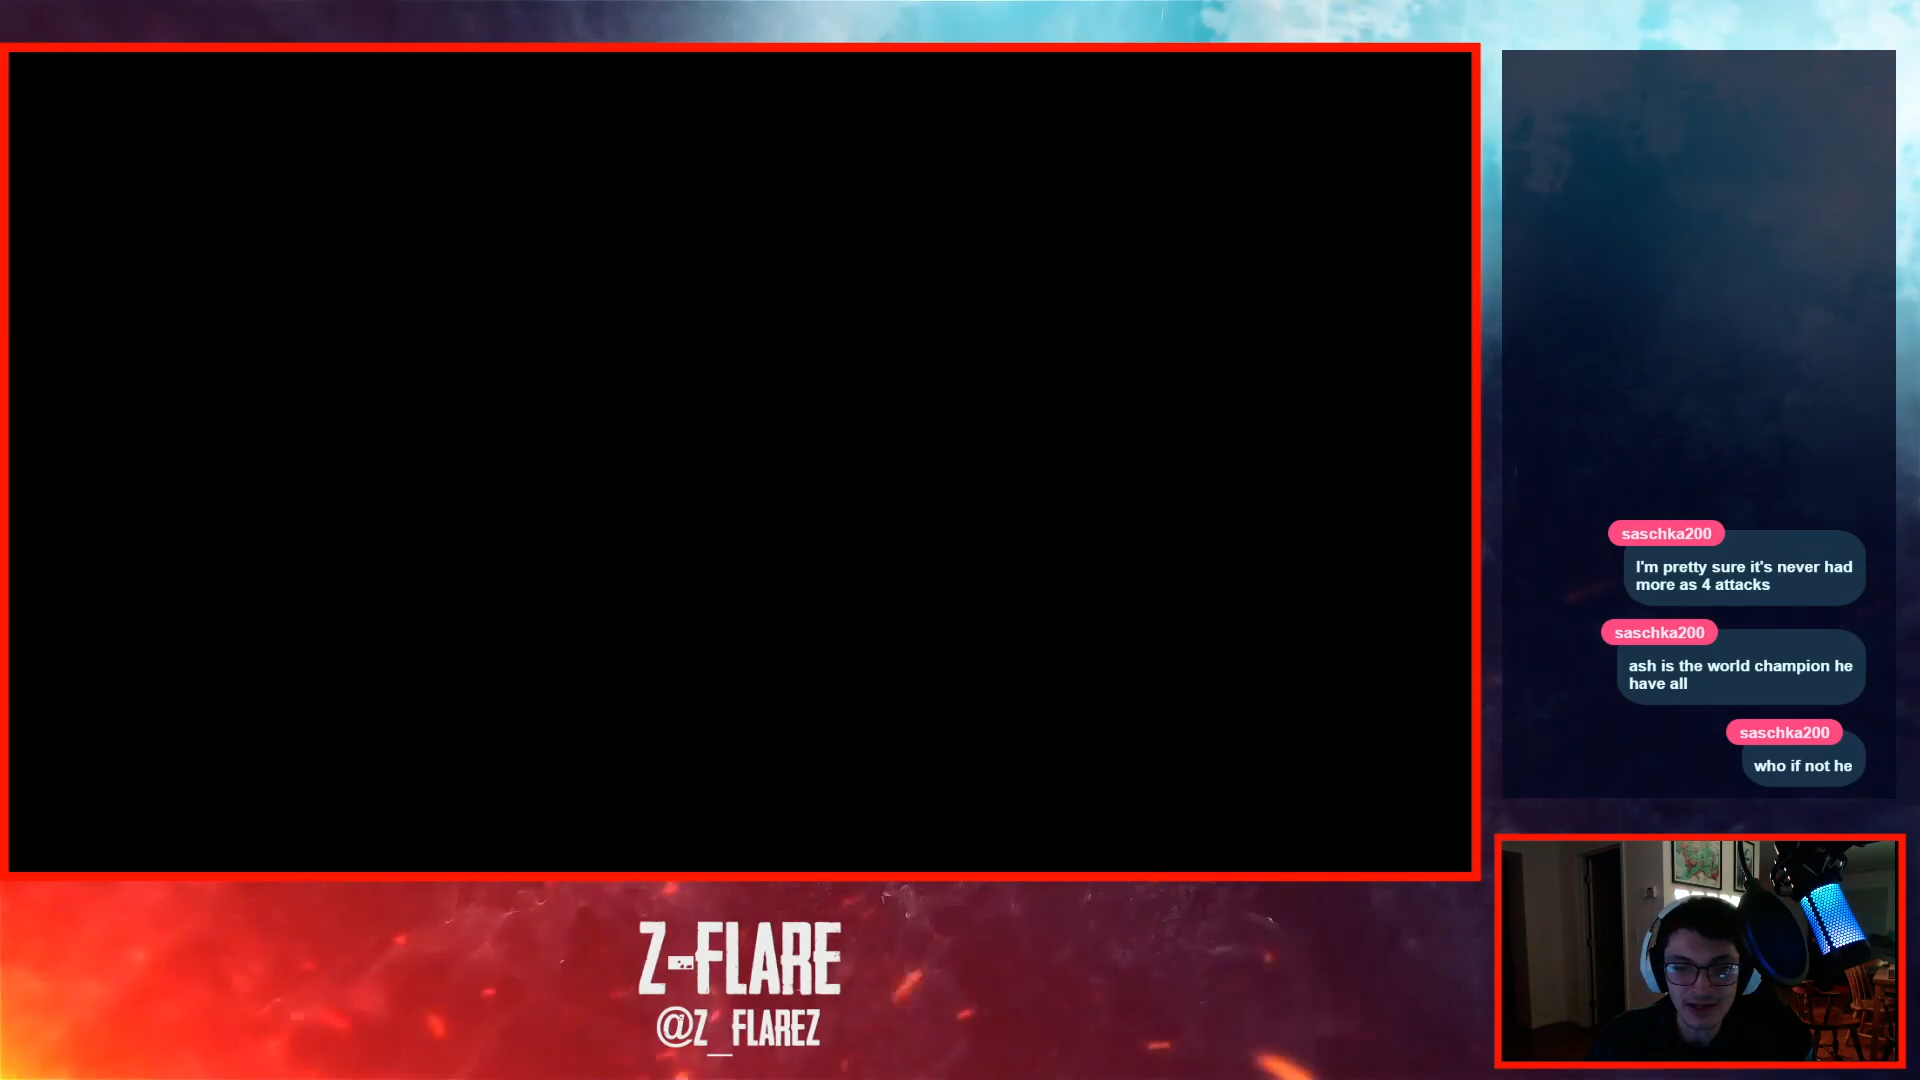 saschka200
I'm pretty sure it's never had
more as 4 attacks
saschka200
ash is the world champion he
have all
saschka200
who if not he
Z-FLARE
@Z_FLAREZ